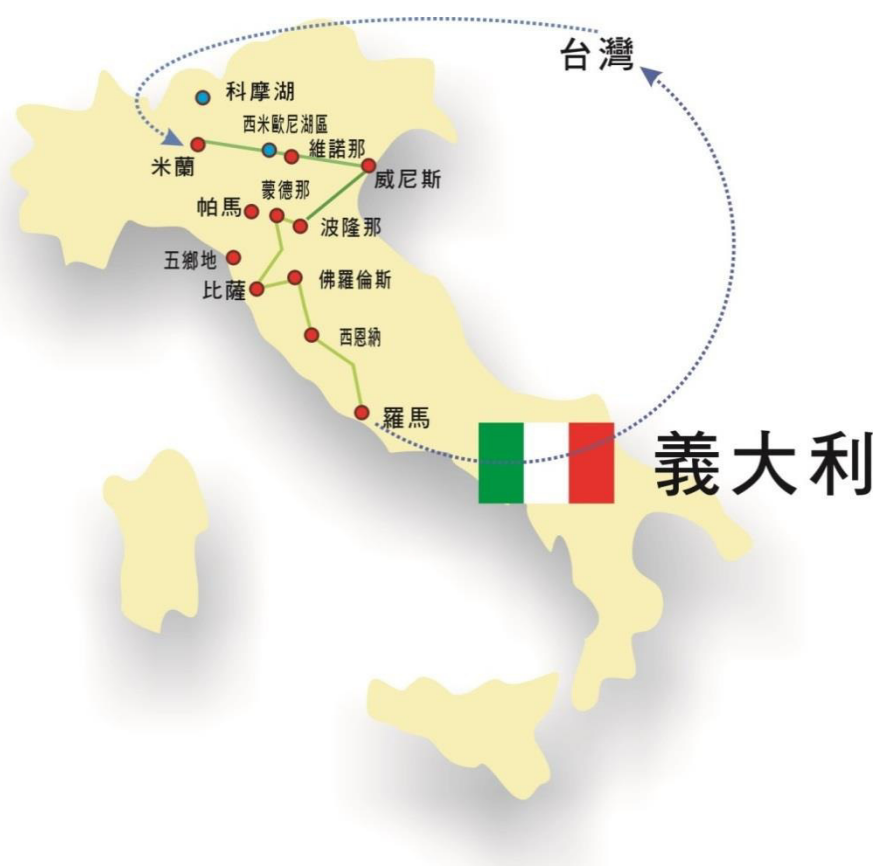 台灣
科摩湖
西米歐尼湖區
米蘭
維諾那
威尼斯
蒙德那
帕馬
波隆那
五鄉地
比薩
佛羅倫斯
西恩納
羅馬
義大利